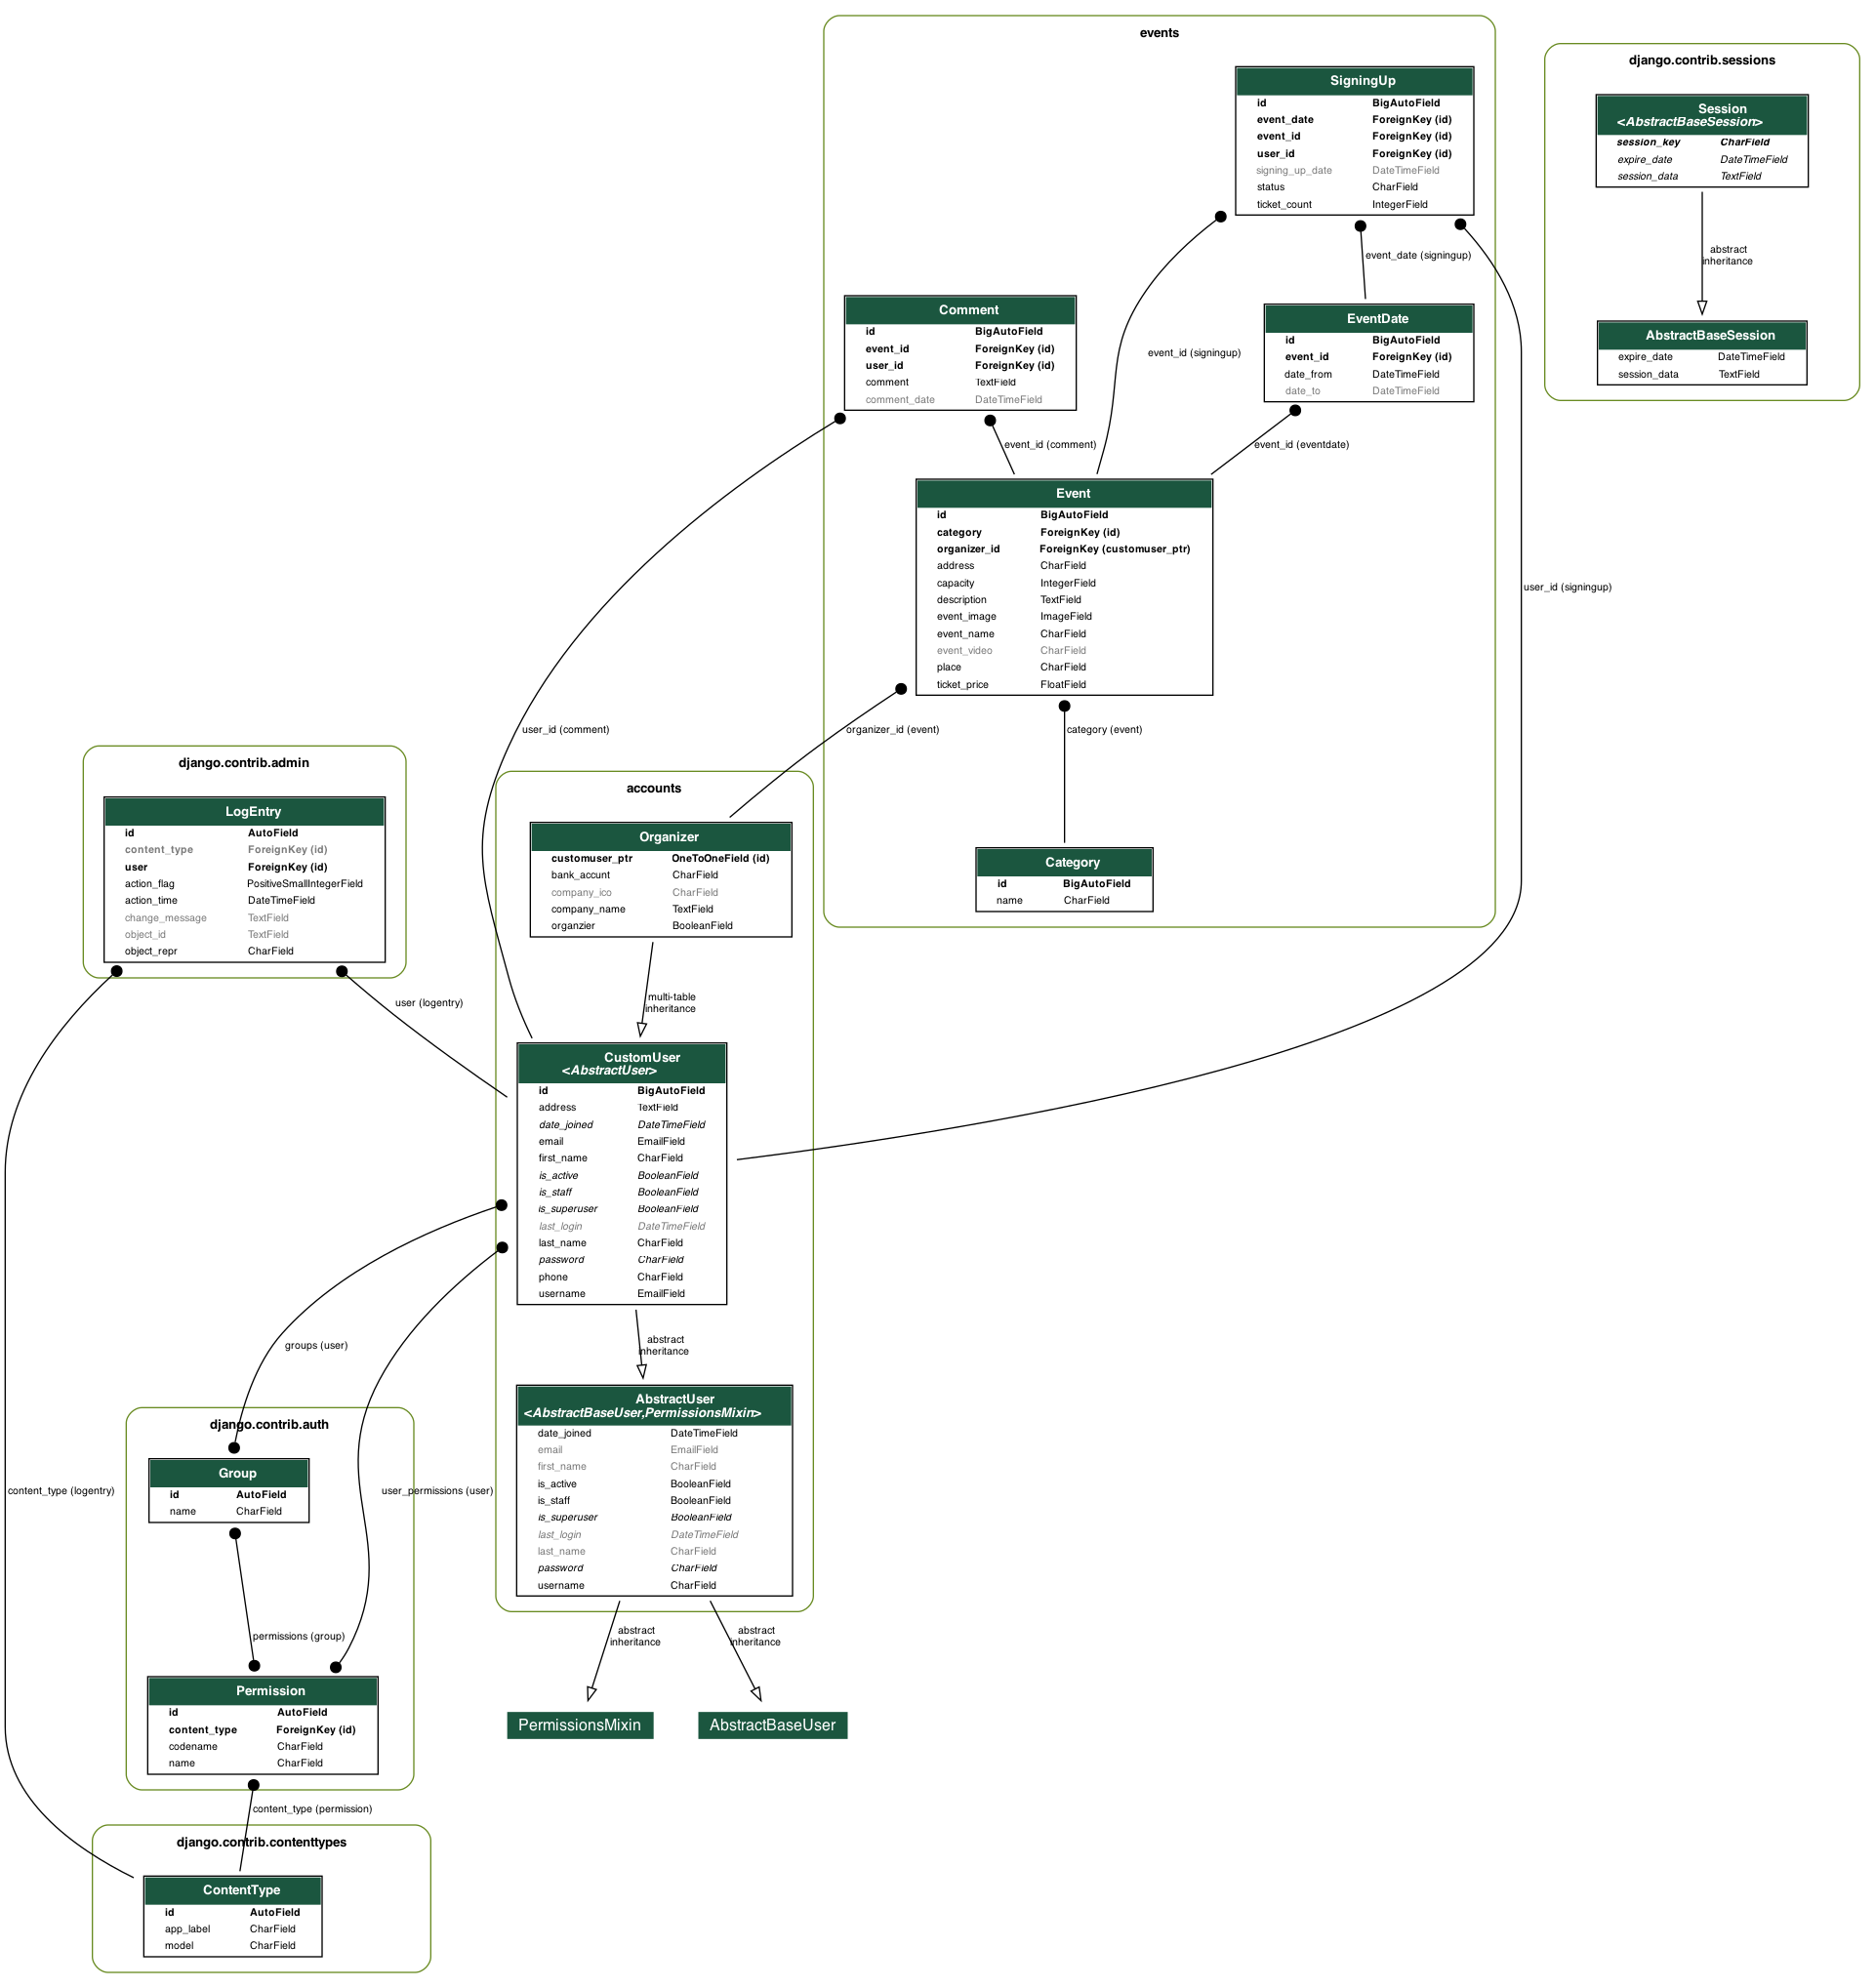 events
SigningUp
id BigAutoField
event_date ForeignKey (id)
event_id ForeignKey (id)
user_id ForeignKey (id)
signing_up_date DateTimeField
status CharField
ticket_count IntegerField
django.contrib.sessions
Session
<AbstractBaseSession>
session_key CharField
expire_date DateTimeField
session_data TextField
abstract
inheritance
AbstractBaseSession
expire_date DateTimeField
session_data TextField
event_date (signingup)
event_id (signingup)
Comment
id BigAutoField
event_id ForeignKey (id)
user_id ForeignKey (id)
comment TextField
comment_date DateTimeField
EventDate
id BigAutoField
event_id ForeignKey (id)
date_from DateTimeField
date_to DateTimeField
event_id (comment)
event_id (eventdate)
Event
id BigAutoField
category ForeignKey (id)
organizer_id ForeignKey (customuser_ptr)
address CharField
capacity IntegerField
description TextField
event_image ImageField
event_name CharField
event_video CharField
place CharField
ticket_price FloatField
user_id (signingup)
user_id (comment)
organizer_id (event)
category (event)
Category
id BigAutoField
name CharField
django.contrib.admin
LogEntry
id AutoField
content_type ForeignKey (id)
user ForeignKey (id)
action_flag PositiveSmallIntegerField
action_time DateTimeField
change_message TextField
object_id TextField
object_repr CharField
accounts
Organizer
customuser_ptr OneToOneField (id)
bank_accunt CharField
company_ico CharField
company_name TextField
organzier BooleanField
user (logentry)
multi-table
inheritance
CustomUser
<AbstractUser>
id BigAutoField
address TextField
date_joined DateTimeField
email EmailField
first_name CharField
is_active BooleanField
is_staff BooleanField
is_superuser BooleanField
last_login DateTimeField
last_name CharField
password CharField
phone CharField
username EmailField
groups (user)
abstract
inheritance
AbstractUser
<AbstractBaseUser,PermissionsMixin>
date_joined DateTimeField
email EmailField
first_name CharField
is_active BooleanField
is_staff BooleanField
is_superuser BooleanField
last_login DateTimeField
last_name CharField
password CharField
username CharField
django.contrib.auth
Group
id AutoField
name CharField
content_type (logentry)
user_permissions (user)
permissions (group)
abstract
inheritance
abstract
inheritance
Permission
id AutoField
content_type ForeignKey (id)
codename CharField
name CharField
PermissionsMixin
AbstractBaseUser
content_type (permission)
django.contrib.contenttypes
ContentType
id AutoField
app_label CharField
model CharField